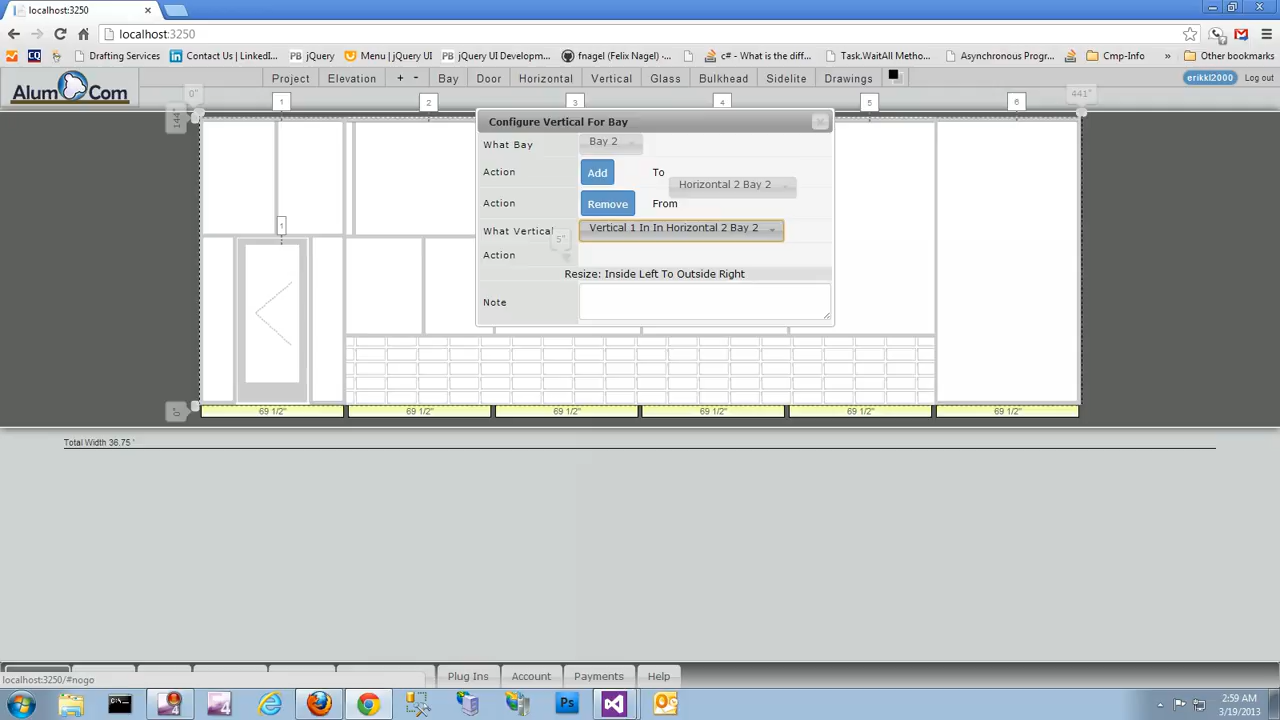 localhost:3250
localhost:3250
Drafting Services
Contact Us | LinkedI...
jQuery
Menu | jQuery UI
jQuery UI Developm...
fnagel (Felix Nagel) ...
c# - What is the diff...
Task.WaitAll Metho...
Asynchronous Progr...
Cmp-Info
»
Other bookmarks
AlumCom
Project
Elevation
+ -
Bay
Door
Horizontal
Vertical
Glass
Bulkhead
Sidelite
Drawings
erikkl2000
Log out
0"
1
2
3
4
5
6
441"
144"
Configure Vertical For Bay
What Bay
Bay 2
Action
Add
To
Horizontal 2 Bay 2
Action
Remove
From
1
What Vertical
Vertical 1 In In Horizontal 2 Bay 2
5"
Action
Resize: Inside Left To Outside Right
Note
0"
69 1/2"
69 1/2"
69 1/2"
69 1/2"
69 1/2"
69 1/2"
Total Width 36.75 '
Plug Ins
Account
Payments
Help
localhost:3250/#nogo
2:59 AM
3/19/2013